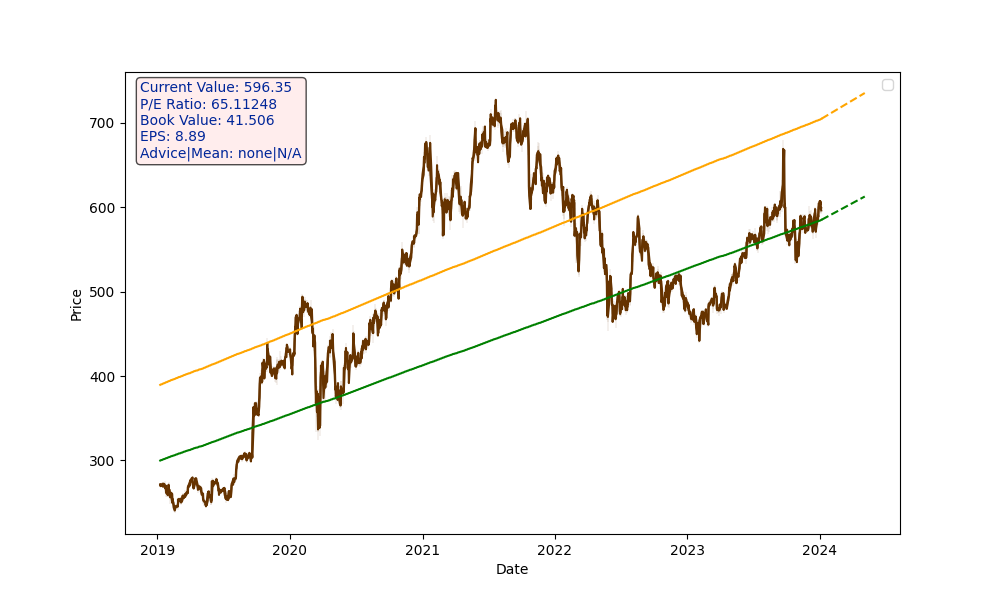 Current Value: 596.35
P/E Ratio: 65.11248
Book Value: 41.506
EPS: 8.89
Advice|Mean: none|N/A
700
600
500
400
300
Price
2019 2020 2021 2022 2023 2024
Date